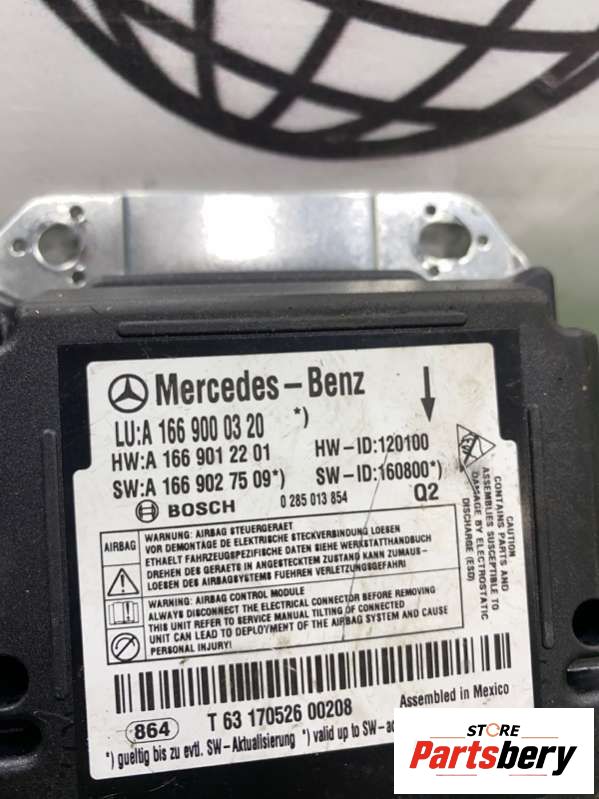 Mercedes-Benz
LU:A 166 900 03 20 *)
HW:A 166 901 22 01 HW-ID:120100
SW:A 166 902 75 09*) SW-ID:160800*)
BOSCH 0 285 013 854 Q2
AIRBAG
WARNUNG: AIRBAG STEUERGERAET
VOR DEMONTAGE DE ELEKTRISCHE STECKVERBINDUNG LOESEN
ETHAELT FAHRZEUGSPEZIFISCHE DATEN SIEHE WERKSTATTHANDBUCH
DREHEN DES GERAETS IN ANGESTECKTEM ZUSTAND KANN ZUMAUS-
LOESEN DES AIRBAGSYSTEMS FUEHREN VERLETZUNGSGEFAHR!
WARNING: AIRBAG CONTROL MODULE
ALWAYS DISCONNECT THE ELECTRICAL CONNECTOR BEFORE REMOVING
THIS UNIT REFER TO SERVICE MANUAL TILTING OF CONNECTED
UNIT CAN LEAD TO DEPLOYMENT OF THE AIRBAG SYSTEM AND CAUSE
PERSONAL INJURY!
CAUTION
CONTAINS PARTS AND
ASSEMBLIES SUSCEPTIBLE TO
DAMAGE BY ELECTROSTATIC
DISCHARGE (ESD)
864
T 63 170526 00208
Assembled in Mexico
*) gueltig bis zu evtl. SW-Aktualisierung *) valid up to SW-ac
STORE
Partsbery